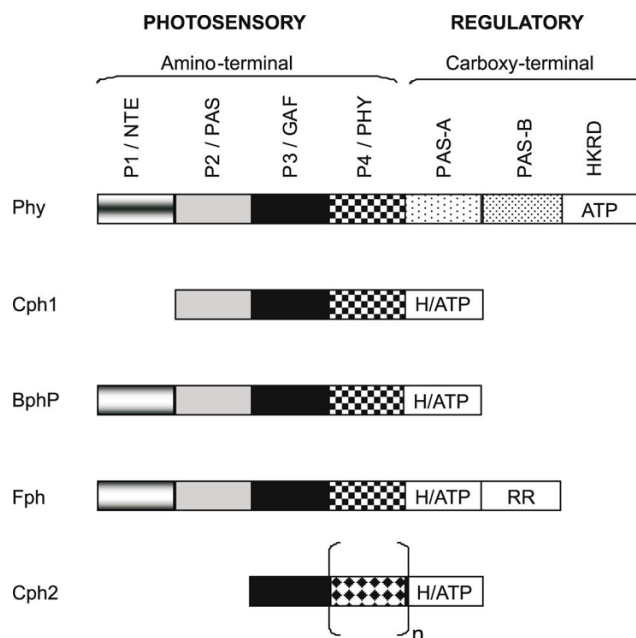 PHOTOSENSORY REGULATORY
Amino-terminal Carboxy-terminal
P1 / NTE P2 / PAS P3 / GAF P4 / PHY PAS-A PAS-B HKRD
Phy ATP
Cph1 H/ATP
BphP H/ATP
Fph H/ATP RR
Cph2 H/ATP
n